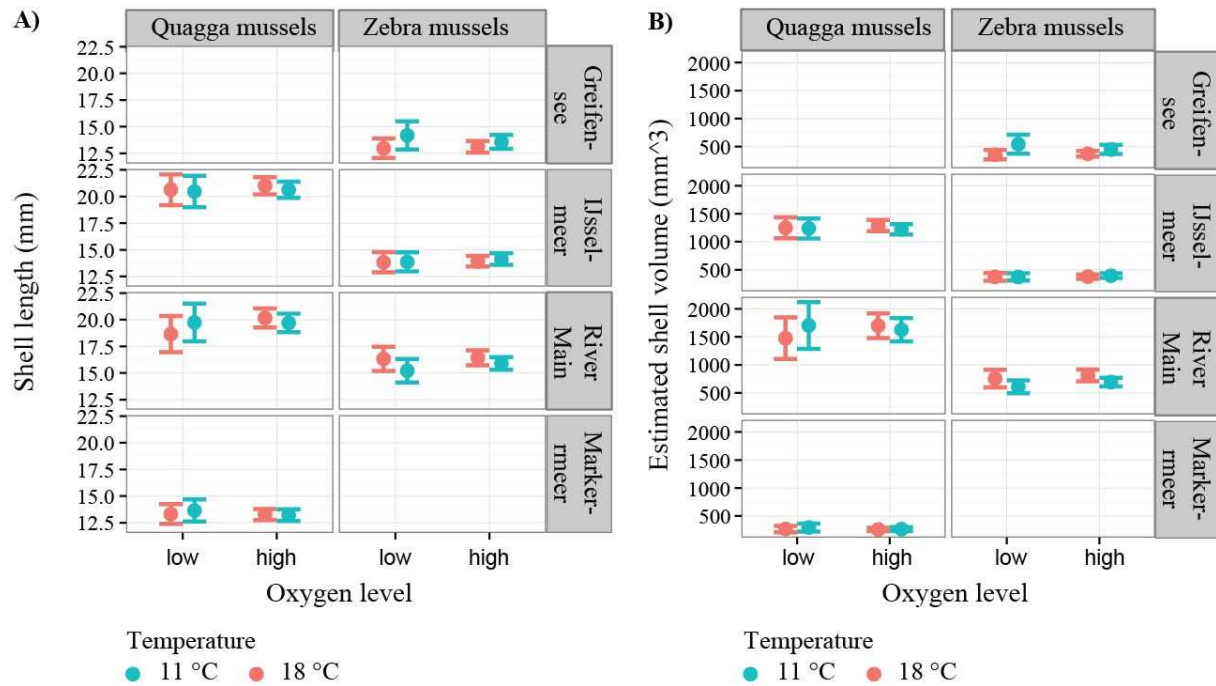 A)
Quagga mussels
Zebra mussels
Shell length (mm)
22.5
20.0
17.5
15.0
12.5
Greifen-
see
22.5
20.0
17.5
15.0
12.5
IJssel-
meer
22.5
20.0
17.5
15.0
12.5
River
Main
22.5
20.0
17.5
15.0
12.5
Marker-
rmeer
low
high
low
high
Oxygen level
Temperature
11 °C
18 °C
B)
Quagga mussels
Zebra mussels
Estimated shell volume (mm^3)
2000
1500
1000
500
Greifen-
see
2000
1500
1000
500
IJssel-
meer
2000
1500
1000
500
River
Main
2000
1500
1000
500
Marker-
rmeer
low
high
low
high
Oxygen level
Temperature
11 °C
18 °C